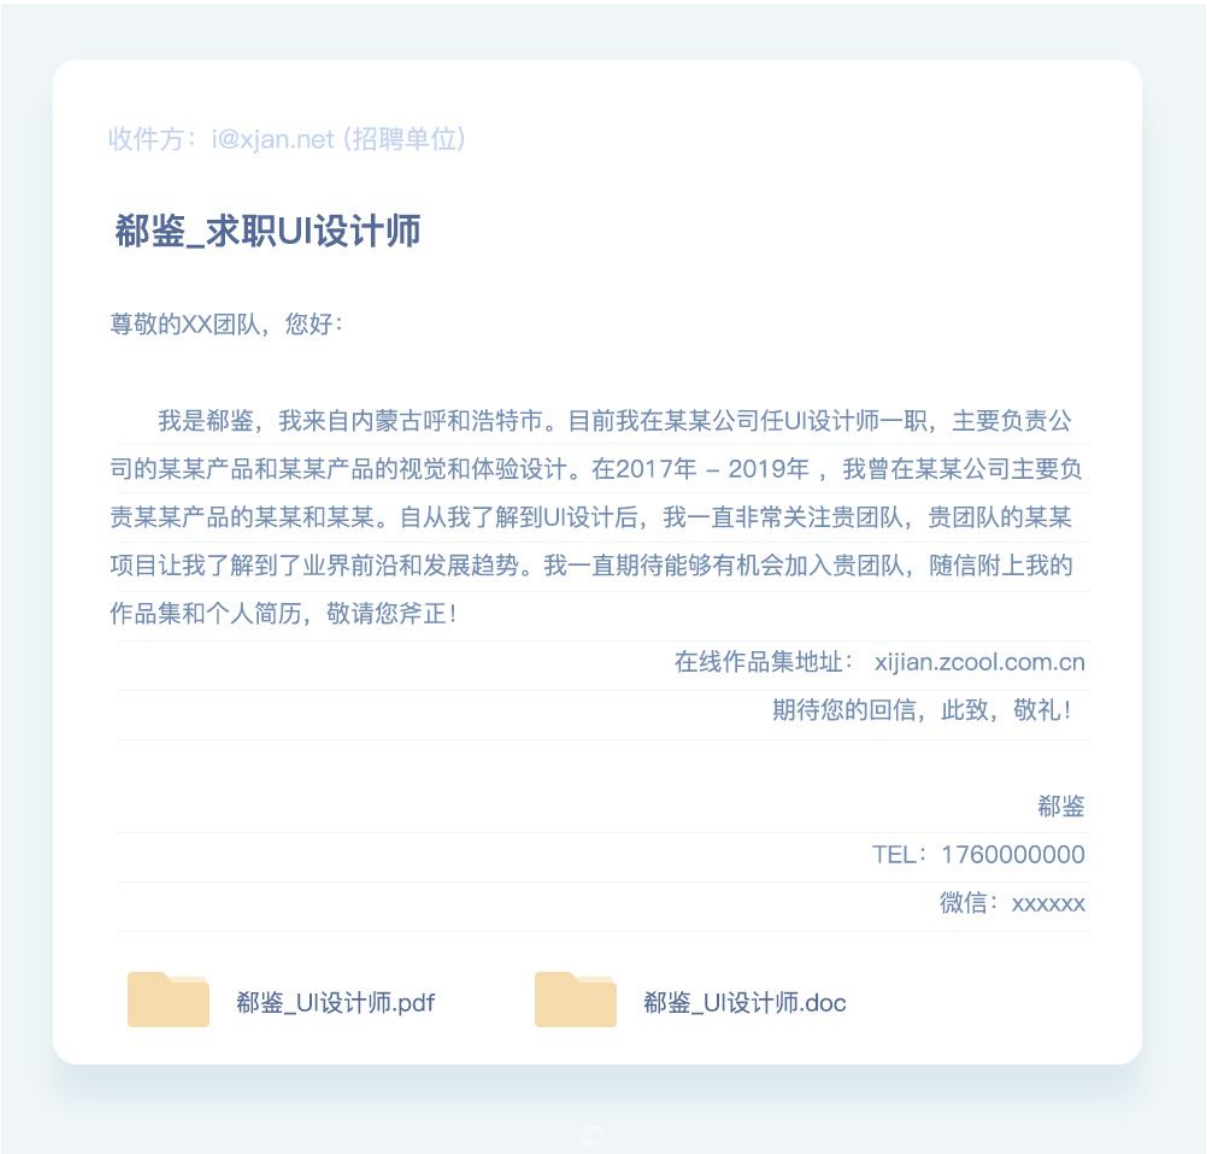 收件方：i@xjan.net (招聘单位)
郗鉴_求职UI设计师
尊敬的XX团队，您好：
我是郗鉴，我来自内蒙古呼和浩特市。目前我在某某公司任UI设计师一职，主要负责公
司的某某产品和某某产品的视觉和体验设计。在2017年 – 2019年 ，我曾在某某公司主要负
责某某产品的某某和某某。自从我了解到UI设计后，我一直非常关注贵团队，贵团队的某某
项目让我了解到了业界前沿和发展趋势。我一直期待能够有机会加入贵团队，随信附上我的
作品集和个人简历，敬请您斧正！
在线作品集地址： xijian.zcool.com.cn
期待您的回信，此致，敬礼！
郗鉴
TEL：1760000000
微信：xxxxxx
郗鉴_UI设计师.pdf
郗鉴_UI设计师.doc